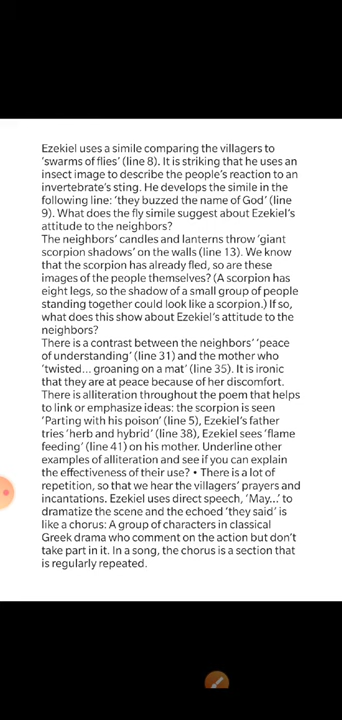 Ezekiel uses a simile comparing the villagers to
'swarms of flies' (line 8). It is striking that he uses an
insect image to describe the people's reaction to an
invertebrate's sting. He develops the simile in the
following line: 'they buzzed the name of God' (line
9). What does the fly simile suggest about Ezekiel's
attitude to the neighbors?
The neighbors' candles and lanterns throw 'giant
scorpion shadows' on the walls (line 13). We know
that the scorpion has already fled, so are these
images of the people themselves? (A scorpion has
eight legs, so the shadow of a small group of people
standing together could look like a scorpion.) If so,
what does this show about Ezekiel's attitude to the
neighbors?
There is a contrast between the neighbors' 'peace
of understanding' (line 31) and the mother who
'twisted... groaning on a mat' (line 35). It is ironic
that they are at peace because of her discomfort.
There is alliteration throughout the poem that helps
to link or emphasize ideas: the scorpion is seen
'Parting with his poison' (line 5), Ezekiel's father
tries 'herb and hybrid' (line 38), Ezekiel sees 'flame
feeding' (line 41) on his mother. Underline other
examples of alliteration and see if you can explain
the effectiveness of their use? • There is a lot of
repetition, so that we hear the villagers' prayers and
incantations. Ezekiel uses direct speech, 'May...' to
dramatize the scene and the echoed 'they said' is
like a chorus: A group of characters in classical
Greek drama who comment on the action but don't
take part in it. In a song, the chorus is a section that
is regularly repeated.